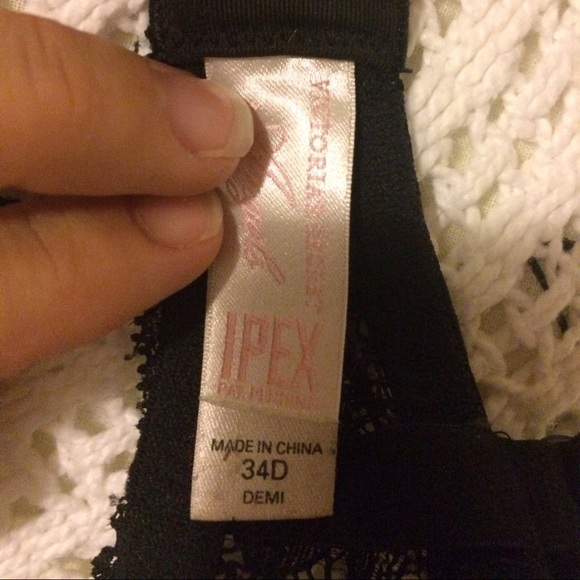 VICTORIA'S SECRET
IPEX
PAT. PENDING
MADE IN CHINA
34D
DEMI